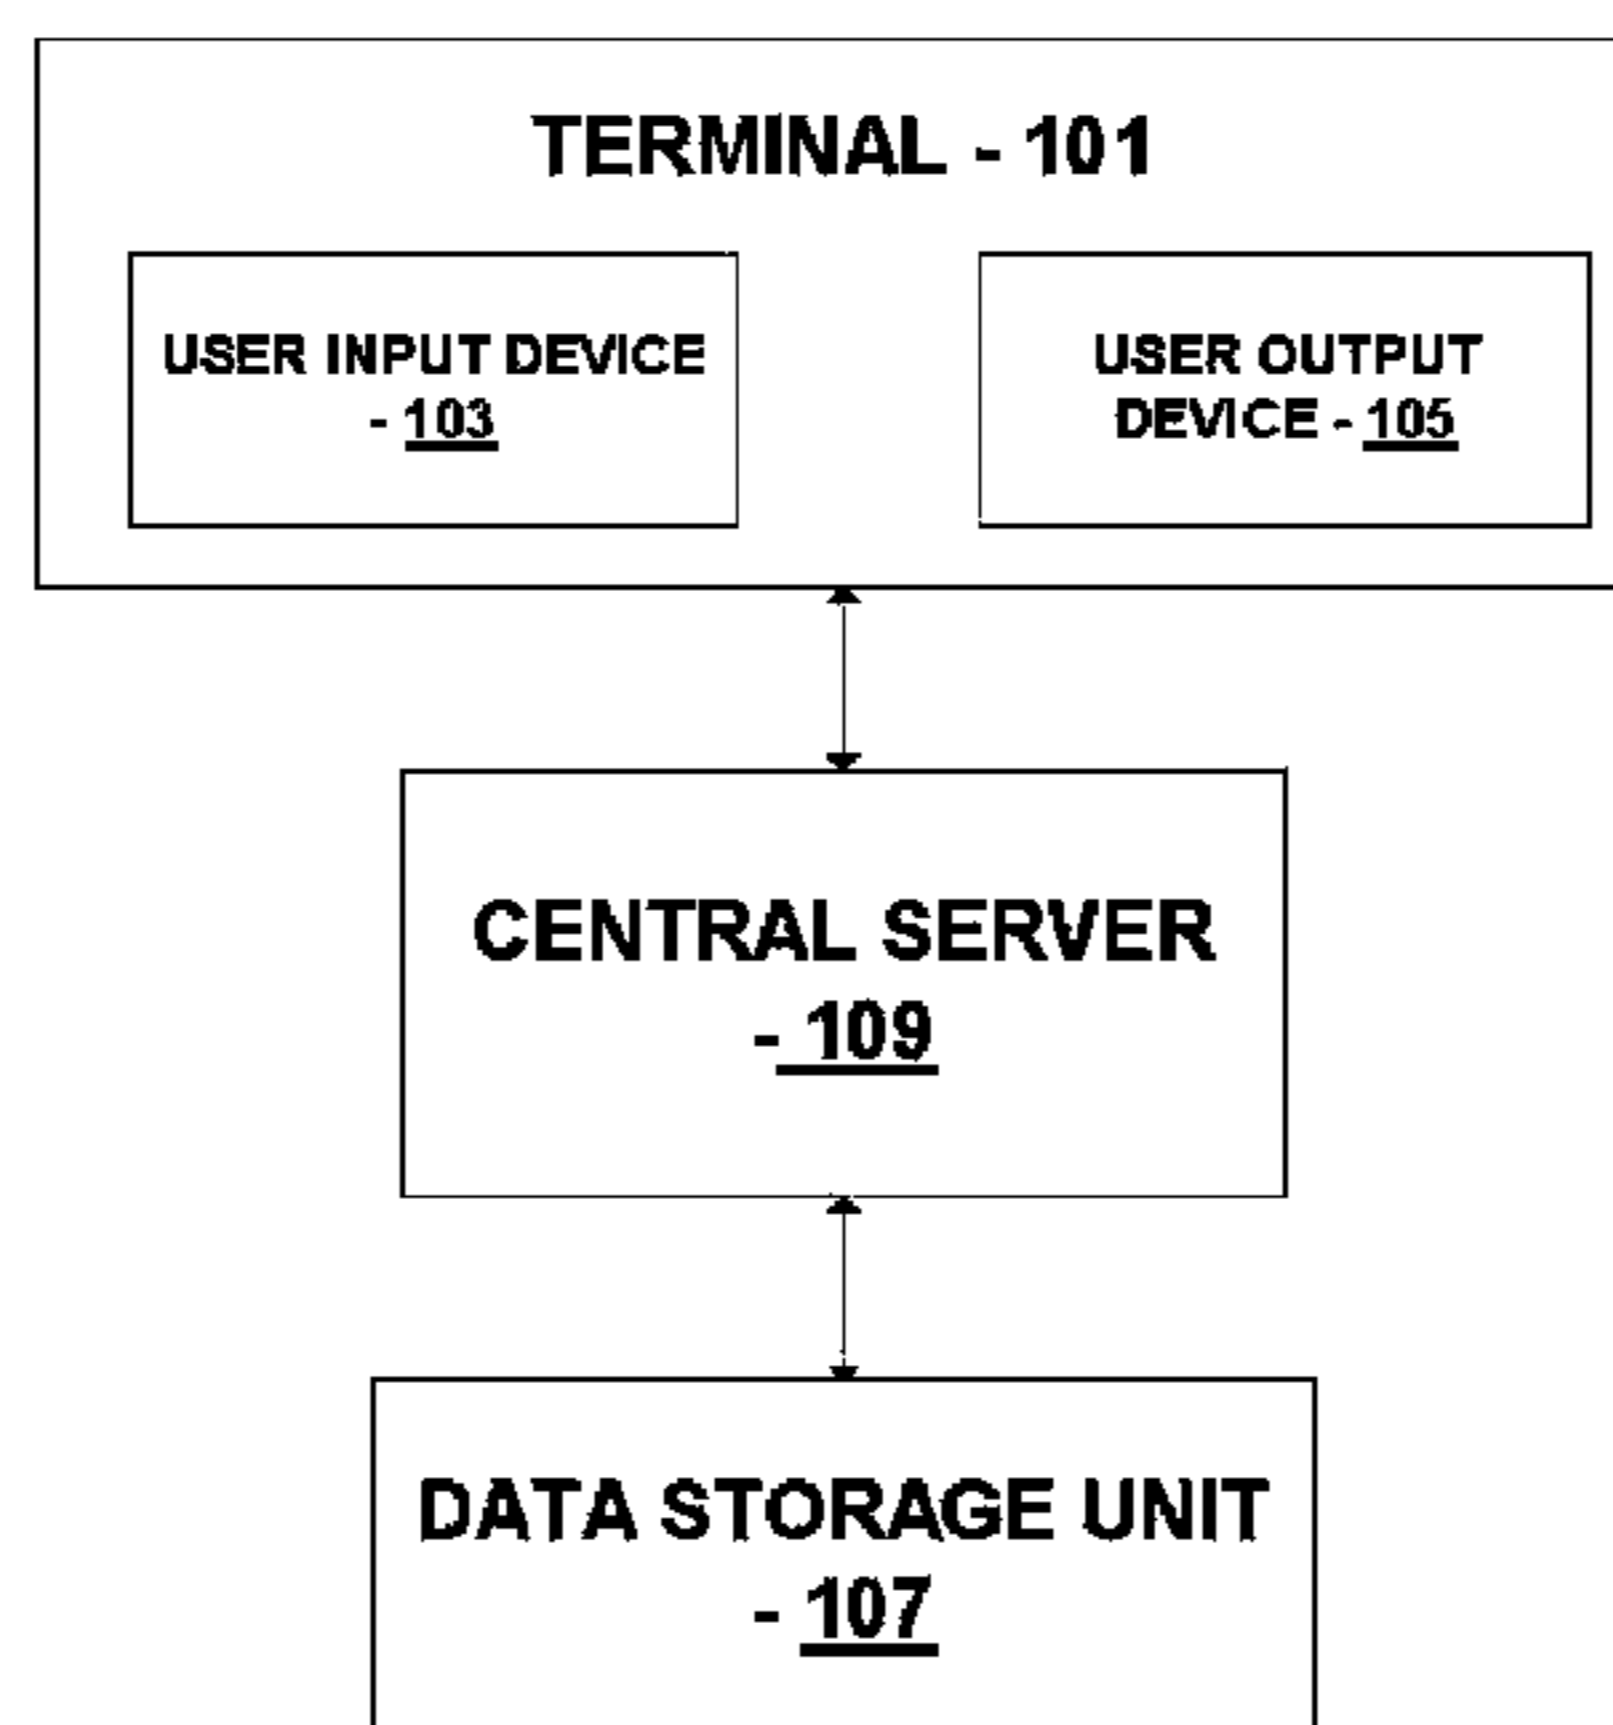 TERMINAL - 101
USER INPUT DEVICE
- 103
USER OUTPUT
DEVICE - 105
CENTRAL SERVER
- 109
DATA STORAGE UNIT
- 107